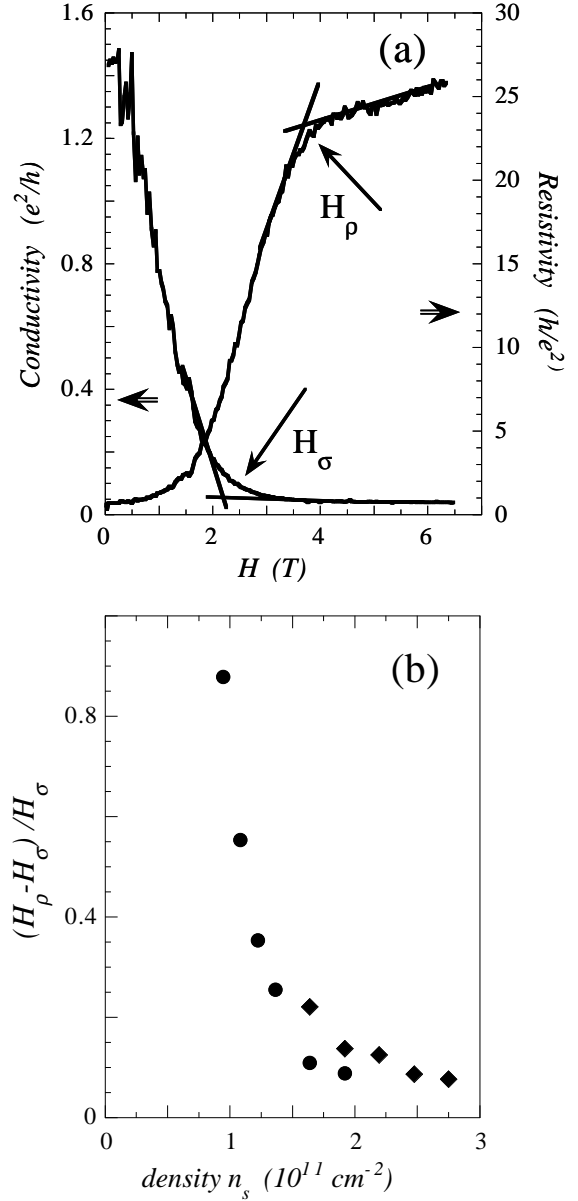 (a)
1.6
1.2
0.8
0.4
0
Conductivity (e²/h)
30
25
20
15
10
5
0
Resistivity (h/e²)
H_ρ
H_σ
0 2 4 6
H (T)
(b)
0.8
0.4
0
(H_ρ -H_σ) /H_σ
0 1 2 3
density n_s (10^11 cm^-2)